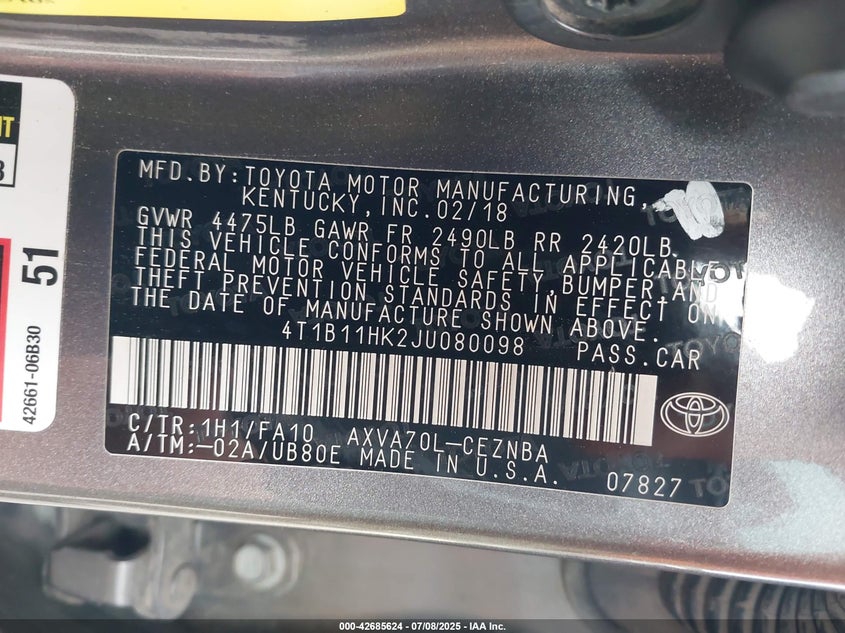 MFD.BY:TOYOTA MOTOR MANUFACTURING,
KENTUCKY, INC.02/18
GVWR 4475LB GAWR FR 2490LB RR 2420LB.
THIS VEHICLE CONFORMS TO ALL APPLICABLE
FEDERAL MOTOR VEHICLE SAFETY, BUMPER, AND
THEFT PREVENTION STANDARDS IN EFFECT ON
THE DATE OF MANUFACTURE SHOWN ABOVE.
4T1B11HK2JU080098 PASS.CAR
C/TR:1H1/FA10 AXVA70L-CEZNBA
A/TM:-02A/UB80E MADE IN U.S.A.
07827
51
42661-06B30
000-42685624 - 07/08/2025 - IAA Inc.